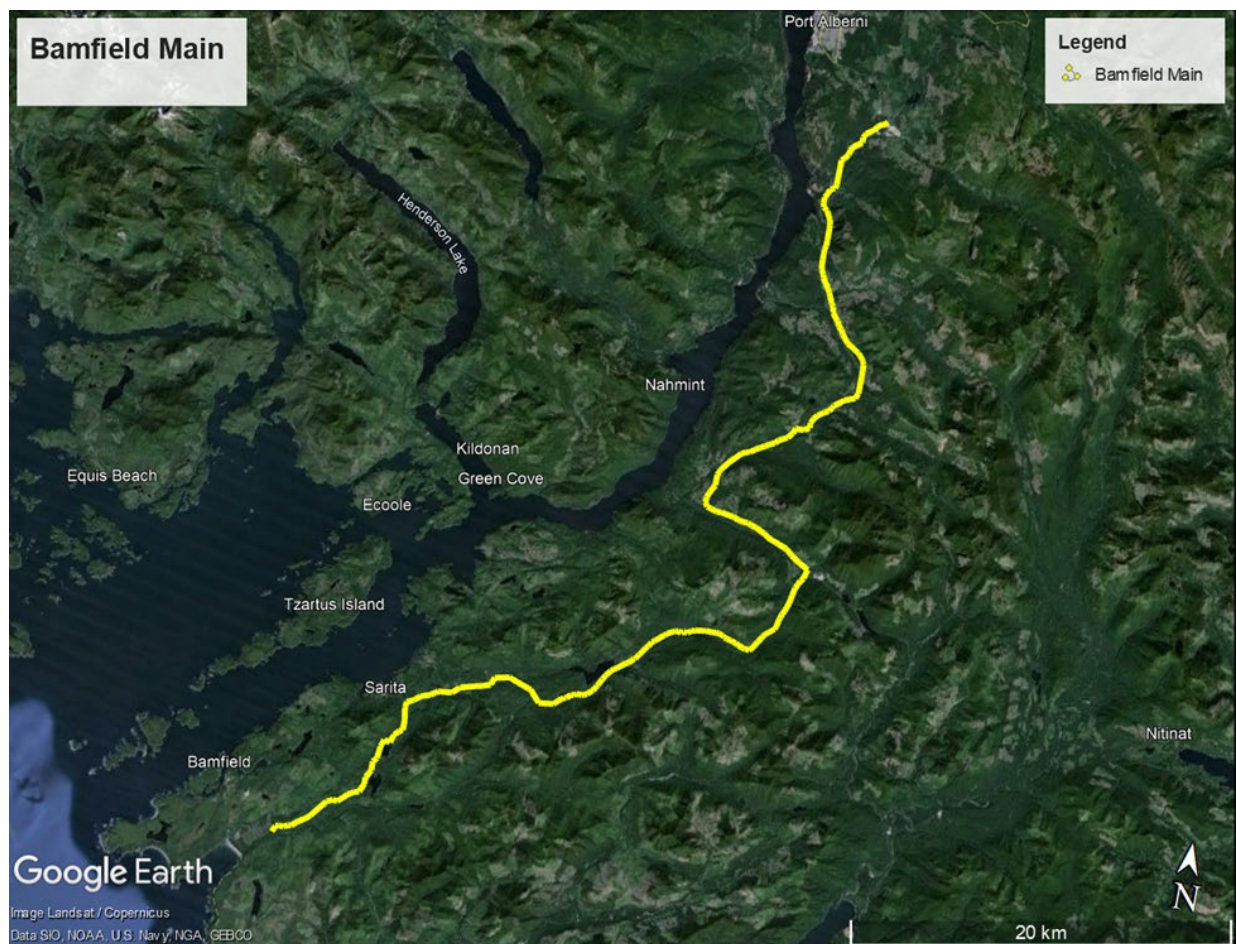 Bamfield Main
Port Alberni
Legend
Bamfield Main
Henderson Lake
Nahmint
Kildonan
Green Cove
Equis Beach
Ecoole
Tzartus Island
Sarita
Nitinat
Bamfield
Google Earth
N
Image Landsat / Copernicus
Data SIO, NOAA, U.S. Navy, NGA, GEBCO
20 km